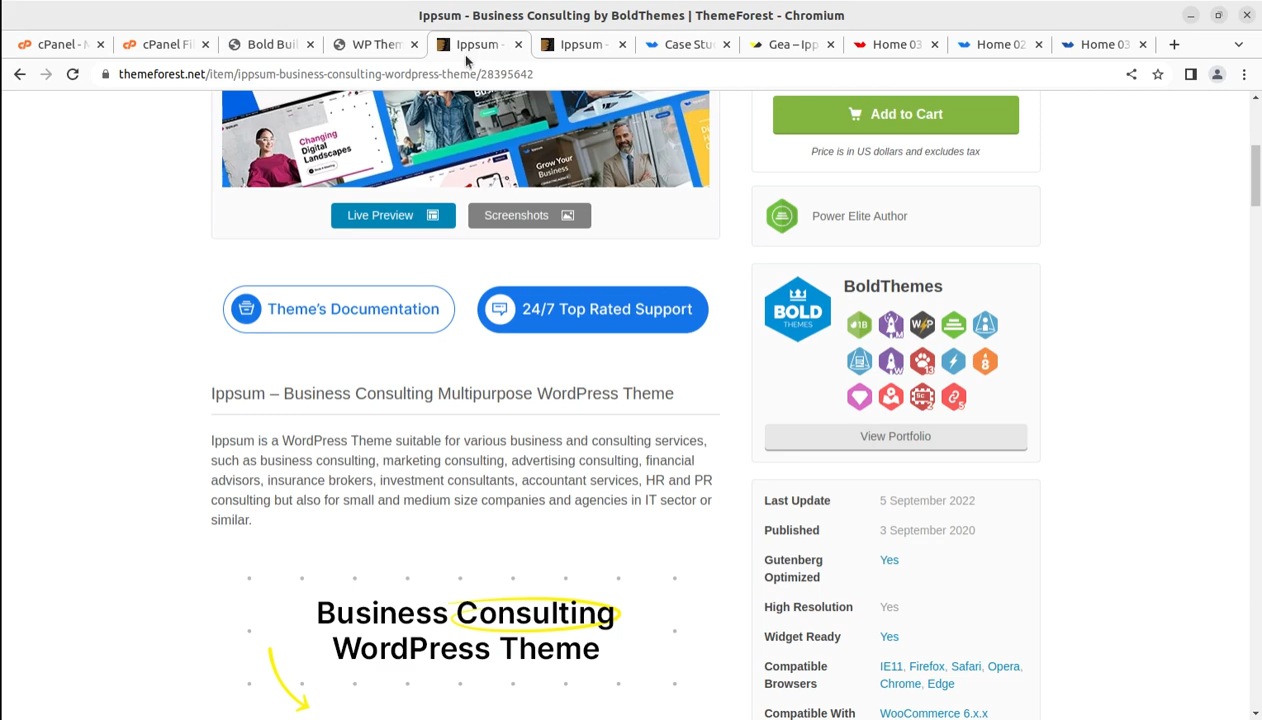 Ippsum - Business Consulting by BoldThemes | ThemeForest - Chromium
cPanel - M
cPanel Fi
Bold Buil
WP Them
Ippsum -
Ippsum -
Case Stu
Gea – Ipp
Home 03
Home 02
Home 03
themeforest.net/item/ippsum-business-consulting-wordpress-theme/28395642
Changing
Digital
Landscapes
Grow Your
Business
Live Preview
Screenshots
Theme's Documentation
24/7 Top Rated Support
Ippsum – Business Consulting Multipurpose WordPress Theme
Ippsum is a WordPress Theme suitable for various business and consulting services,
such as business consulting, marketing consulting, advertising consulting, financial
advisors, insurance brokers, investment consultants, accountant services, HR and PR
consulting but also for small and medium size companies and agencies in IT sector or
similar.
Business Consulting
WordPress Theme
Add to Cart
Price is in US dollars and excludes tax
Power Elite Author
BOLD
THEMES
BoldThemes
View Portfolio
Last Update 5 September 2022
Published 3 September 2020
Gutenberg Optimized Yes
High Resolution Yes
Widget Ready Yes
Compatible Browsers IE11, Firefox, Safari, Opera,
Chrome, Edge
Compatible With WooCommerce 6.x.x